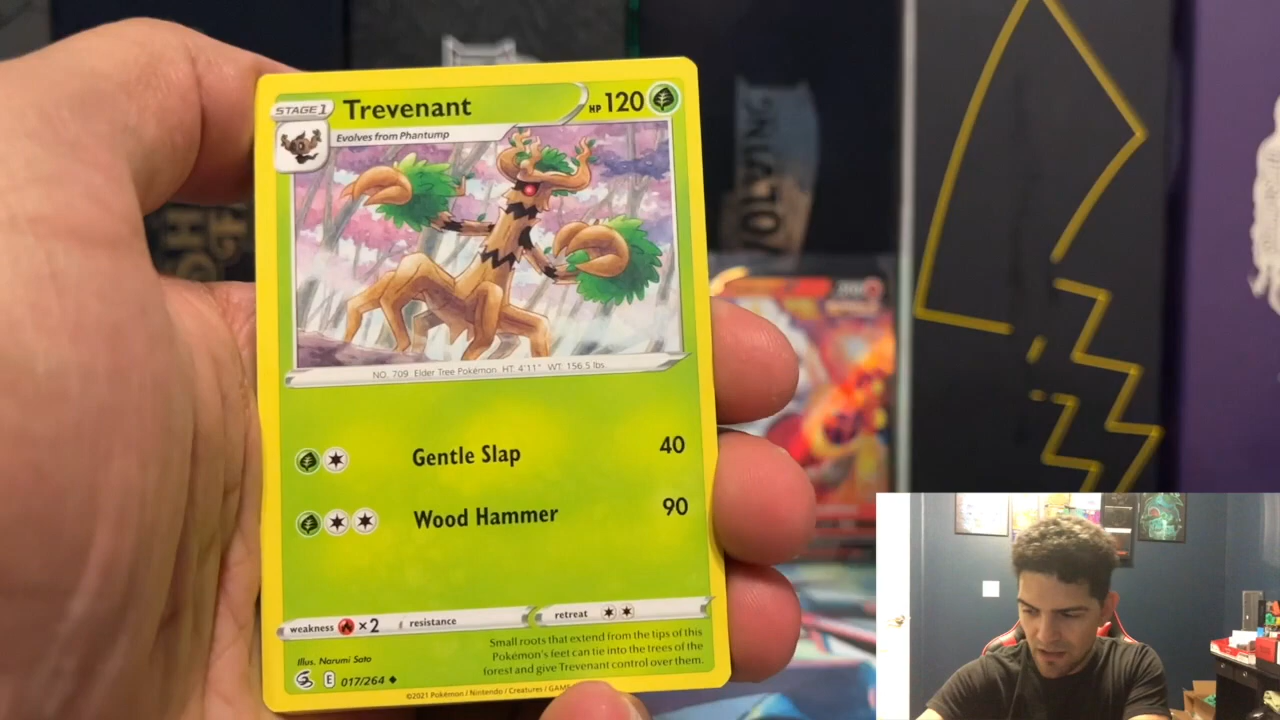 STAGE 1 Trevenant HP 120
Evolves from Phantump
NO. 709 Elder Tree Pokémon HT: 4'11" WT: 156.5 lbs.
Gentle Slap 40
Wood Hammer 90
weakness ×2 resistance retreat
Small roots that extend from the tips of this
Pokémon's feet can tie into the trees of the
forest and give Trevenant control over them.
Illus. Narumi Sato
E 017/264
©2021 Pokémon / Nintendo / Creatures / GAME